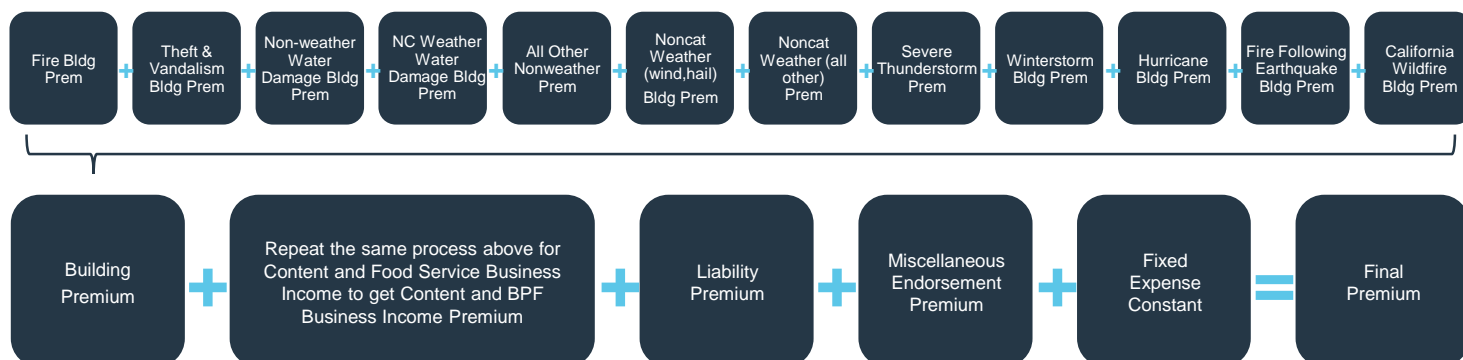 Fire Bldg
Prem
+
Theft &
Vandalism
Bldg Prem
+
Non-weather
Water
Damage Bldg
Prem
+
NC Weather
Water
Damage Bldg
Prem
+
All Other
Nonweather
Prem
+
Noncat
Weather
(wind,hail)
Bldg Prem
+
Noncat
Weather (all
other)
Prem
+
Severe
Thunderstorm
Prem
+
Winterstorm
Bldg Prem
+
Hurricane
Bldg Prem
+
Fire Following
Earthquake
Bldg Prem
+
California
Wildfire
Bldg Prem
Building
Premium
+
Repeat the same process above for
Content and Food Service Business
Income to get Content and BPF
Business Income Premium
+
Liability
Premium
+
Miscellaneous
Endorsement
Premium
+
Fixed
Expense
Constant
=
Final
Premium